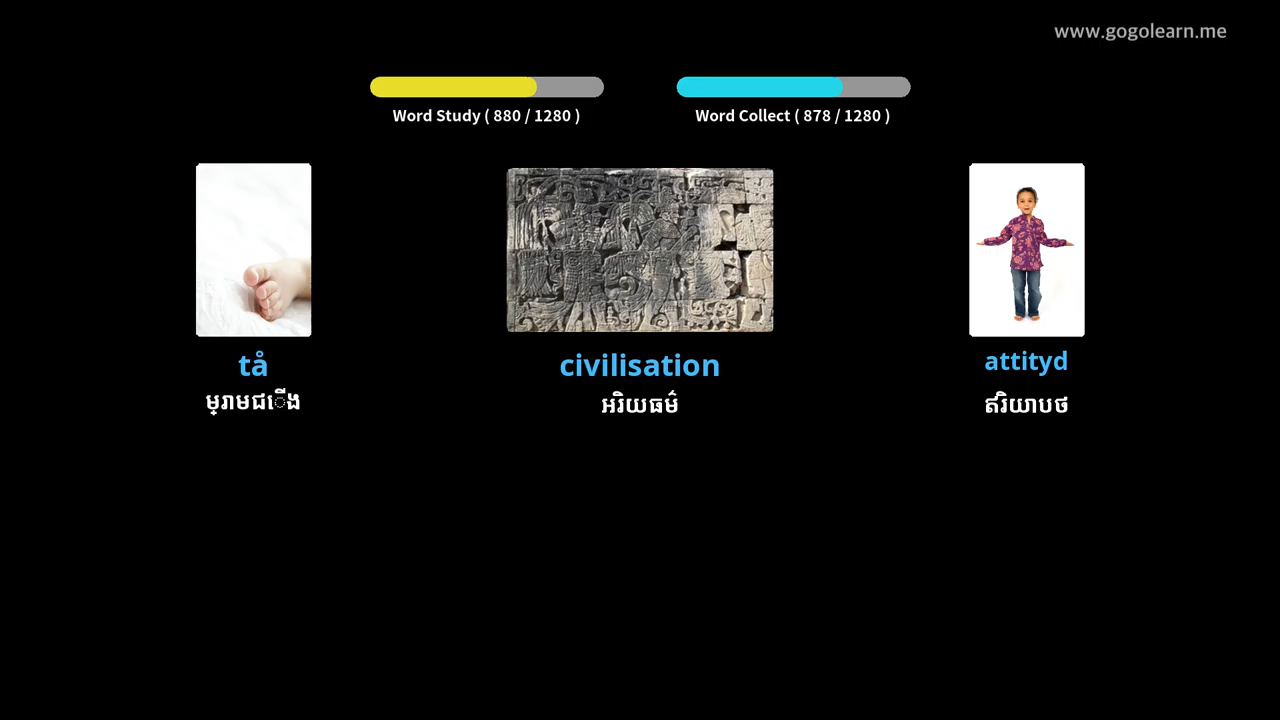 www.gogolearn.me
Word Study ( 880 / 1280 )
Word Collect ( 878 / 1280 )
tå
civilisation
attityd
ម្រាមជេីង
អរិយធម៌
ឥរិយាបថ